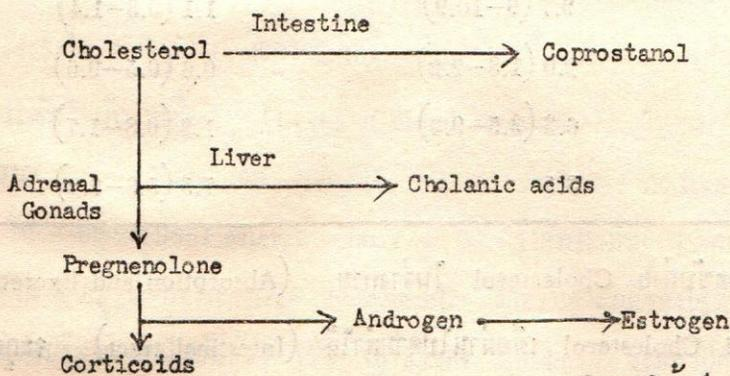 Intestine
Cholesterol Coprostanol
Liver
Adrenal Cholanic acids
Gonads
Pregnenolone
Androgen Estrogen
Corticoids